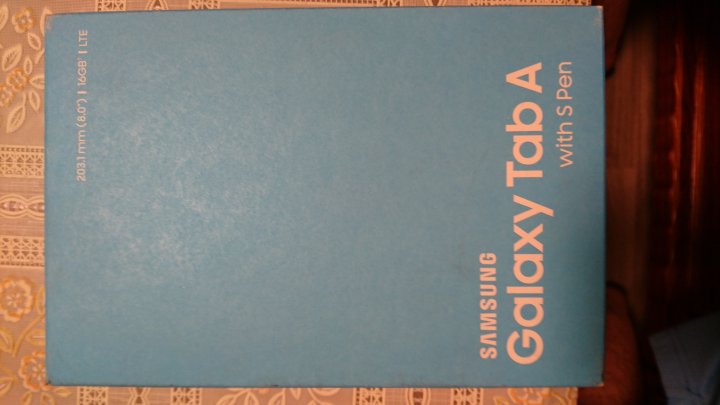 SAMSUNG
Galaxy Tab A
with S Pen
203.1 mm (8.0") | 16GB | LTE